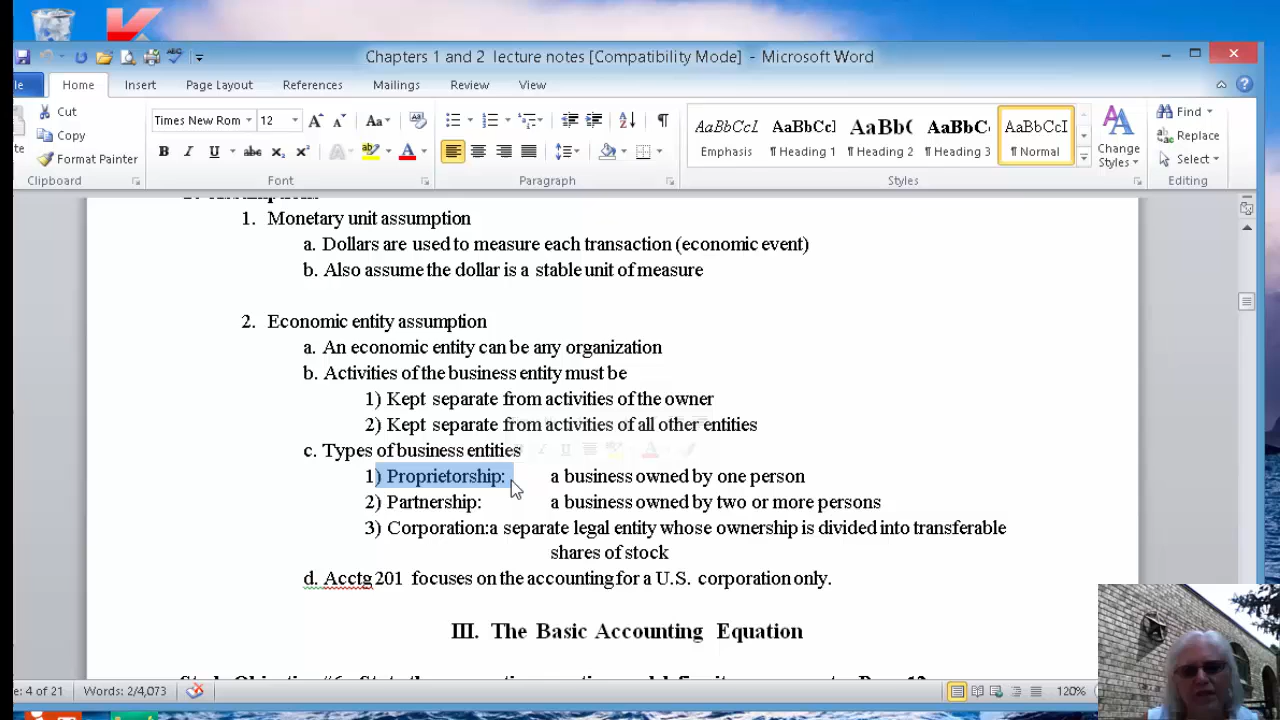 Chapters 1 and 2 lecture notes [Compatibility Mode] - Microsoft Word
Home Insert Page Layout References Mailings Review View
Cut
Copy
Format Painter
Clipboard
Times New Rom 12
Font
Paragraph
AaBbCcI AaBbCcI AaBb( AaBbC AaBbCcI
Emphasis ¶ Heading 1 ¶ Heading 2 ¶ Heading 3 ¶ Normal
Change Styles
Styles
Find
Replace
Select
Editing
1. Monetary unit assumption
a. Dollars are used to measure each transaction (economic event)
b. Also assume the dollar is a stable unit of measure
2. Economic entity assumption
a. An economic entity can be any organization
b. Activities of the business entity must be
1) Kept separate from activities of the owner
2) Kept separate from activities of all other entities
c. Types of business entities
1) Proprietorship: a business owned by one person
2) Partnership: a business owned by two or more persons
3) Corporation:a separate legal entity whose ownership is divided into transferable
shares of stock
d. Acctg 201 focuses on the accounting for a U.S. corporation only.
III. The Basic Accounting Equation
: 4 of 21 Words: 2/4,073 120%